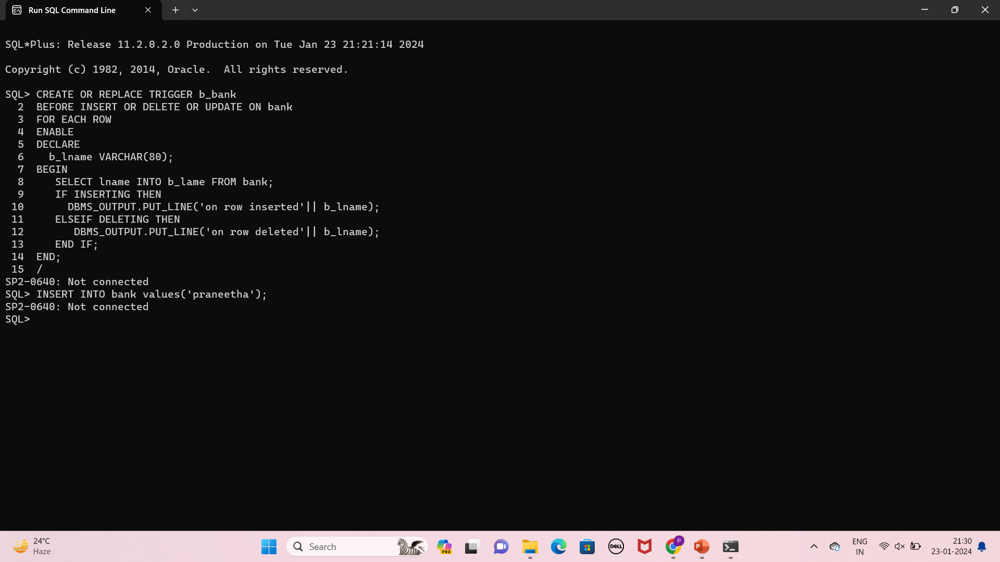 Run SQL Command Line
SQL*Plus: Release 11.2.0.2.0 Production on Tue Jan 23 21:21:14 2024
Copyright (c) 1982, 2014, Oracle.  All rights reserved.
SQL> CREATE OR REPLACE TRIGGER b_bank
  2  BEFORE INSERT OR DELETE OR UPDATE ON bank
  3  FOR EACH ROW
  4  ENABLE
  5  DECLARE
  6    b_lname VARCHAR(80);
  7  BEGIN
  8     SELECT lname INTO b_lame FROM bank;
  9     IF INSERTING THEN
 10       DBMS_OUTPUT.PUT_LINE('on row inserted'|| b_lname);
 11     ELSEIF DELETING THEN
 12        DBMS_OUTPUT.PUT_LINE('on row deleted'|| b_lname);
 13     END IF;
 14  END;
 15  /
SP2-0640: Not connected
SQL> INSERT INTO bank values('praneetha');
SP2-0640: Not connected
SQL>
24°C
Haze
Search
PRE
DELL
P
P
ENG
IN
21:30
23-01-2024